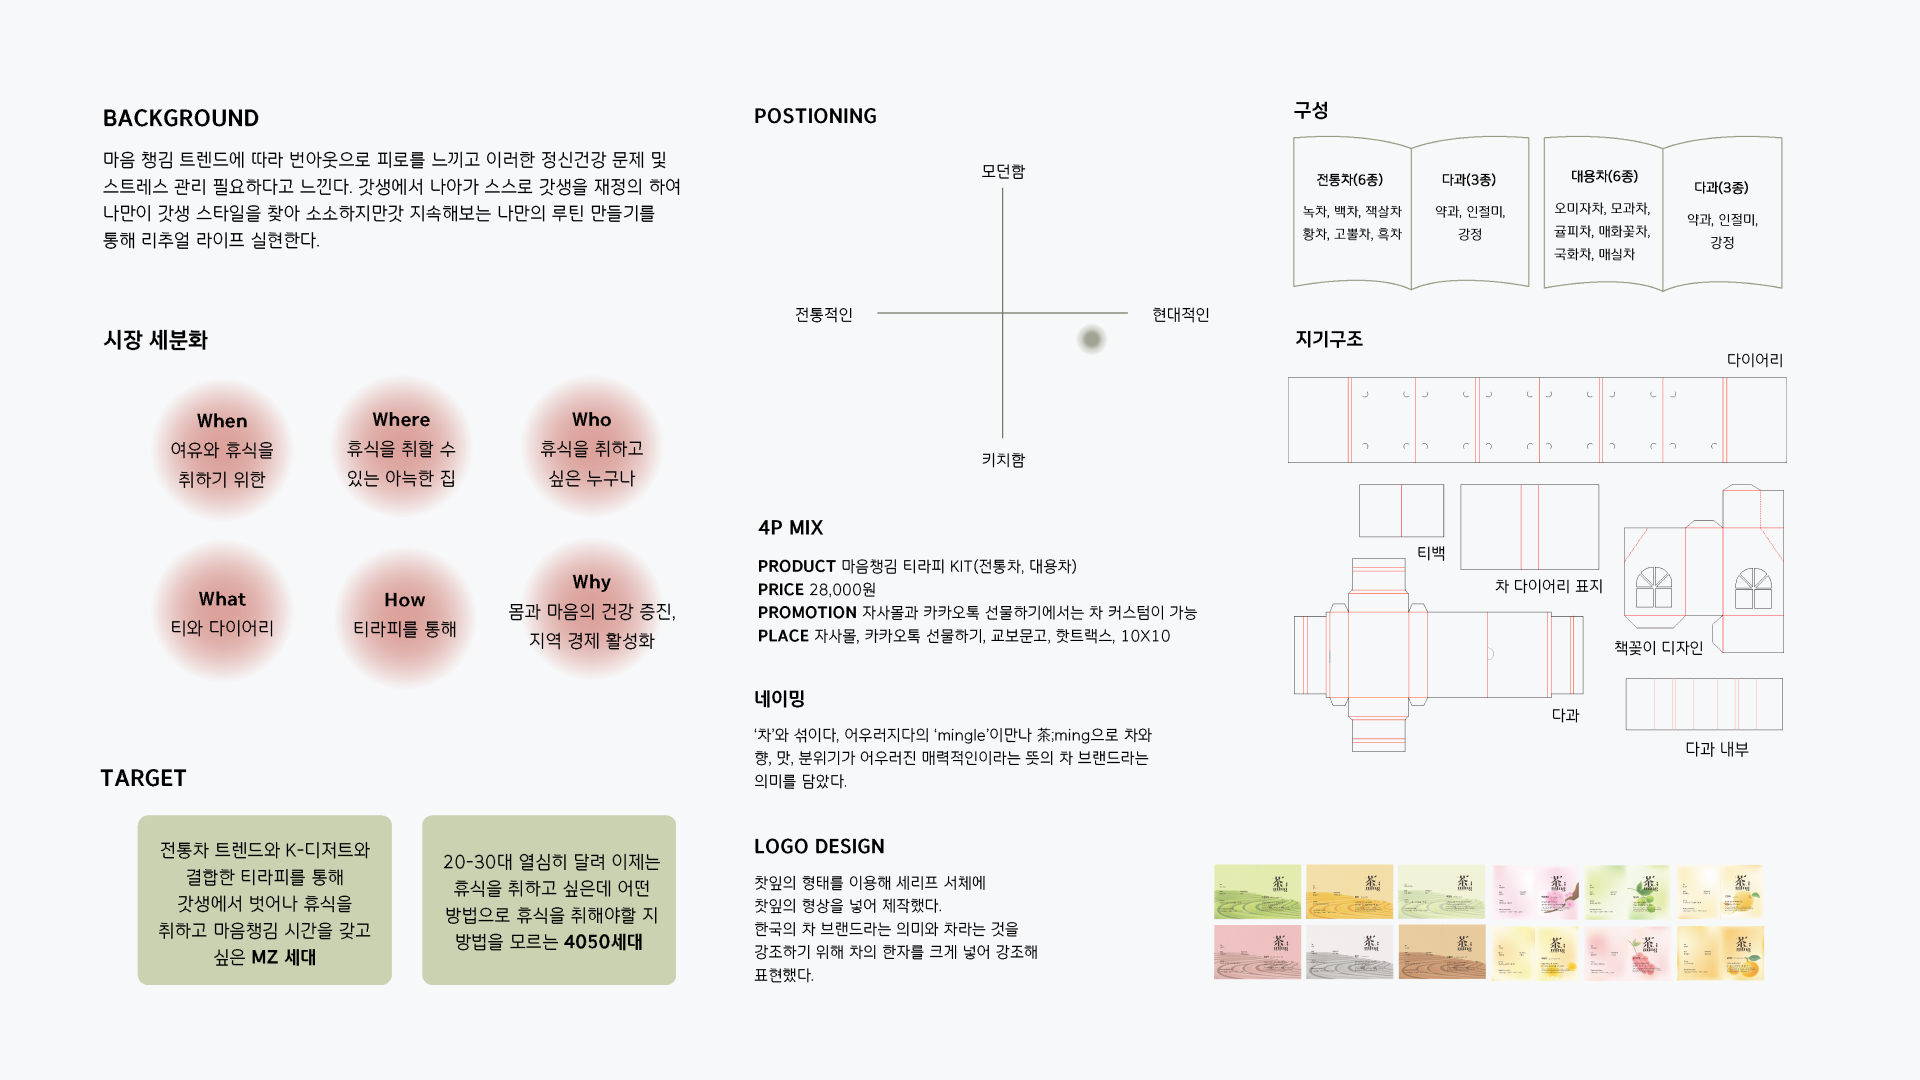 BACKGROUND
마음 챙김 트렌드에 따라 번아웃으로 피로를 느끼고 이러한 정신건강 문제 및
스트레스 관리 필요하다고 느낀다. 갓생에서 나아가 스스로 갓생을 재정의 하여
나만이 갓생 스타일을 찾아 소소하지만갓 지속해보는 나만의 루틴 만들기를
통해 리추얼 라이프 실현한다.
시장 세분화
When
여유와 휴식을
취하기 위한
Where
휴식을 취할 수
있는 아늑한 집
Who
휴식을 취하고
싶은 누구나
What
티와 다이어리
How
티라피를 통해
Why
몸과 마음의 건강 증진,
지역 경제 활성화
TARGET
전통차 트렌드와 K-디저트와
결합한 티라피를 통해
갓생에서 벗어나 휴식을
취하고 마음챙김 시간을 갖고
싶은 MZ 세대
20-30대 열심히 달려 이제는
휴식을 취하고 싶은데 어떤
방법으로 휴식을 취해야할 지
방법을 모르는 4050세대
POSTIONING
모던함
전통적인
현대적인
키치함
4P MIX
PRODUCT 마음챙김 티라피 KIT(전통차, 대용차)
PRICE 28,000원
PROMOTION 자사몰과 카카오톡 선물하기에서는 차 커스텀이 가능
PLACE 자사몰, 카카오톡 선물하기, 교보문고, 핫트랙스, 10X10
네이밍
‘차’와 섞이다, 어우러지다의 ‘mingle’이만나 茶;ming으로 차와
향, 맛, 분위기가 어우러진 매력적인이라는 뜻의 차 브랜드라는
의미를 담았다.
LOGO DESIGN
찻잎의 형태를 이용해 세리프 서체에
찻잎의 형상을 넣어 제작했다.
한국의 차 브랜드라는 의미와 차라는 것을
강조하기 위해 차의 한자를 크게 넣어 강조해
표현했다.
구성
전통차(6종)
녹차, 백차, 잭살차
황차, 고뿔차, 흑차
다과(3종)
약과, 인절미,
강정
대용차(6종)
오미자차, 모과차,
귤피차, 매화꽃차,
국화차, 매실차
다과(3종)
약과, 인절미,
강정
지기구조
다이어리
티백
차 다이어리 표지
책꽂이 디자인
다과
다과 내부
茶;
ming
茶;
ming
茶;
ming
茶;
ming
茶;
ming
茶;
ming
茶;
ming
茶;
ming
茶;
ming
茶;
ming
茶;
ming
茶;
ming